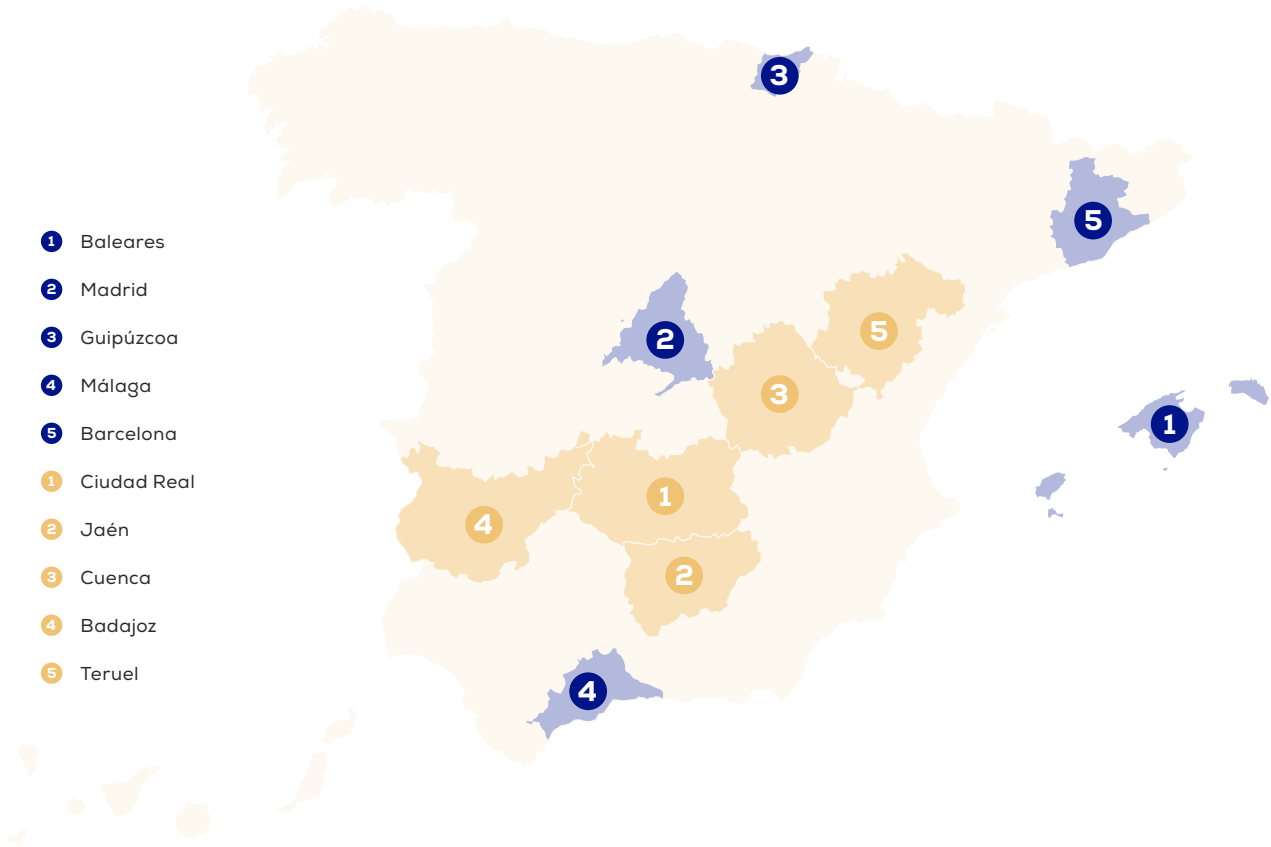 1 Baleares
2 Madrid
3 Guipúzcoa
4 Málaga
5 Barcelona
1 Ciudad Real
2 Jaén
3 Cuenca
4 Badajoz
5 Teruel
3
5
2
5
3
1
1
4
2
4